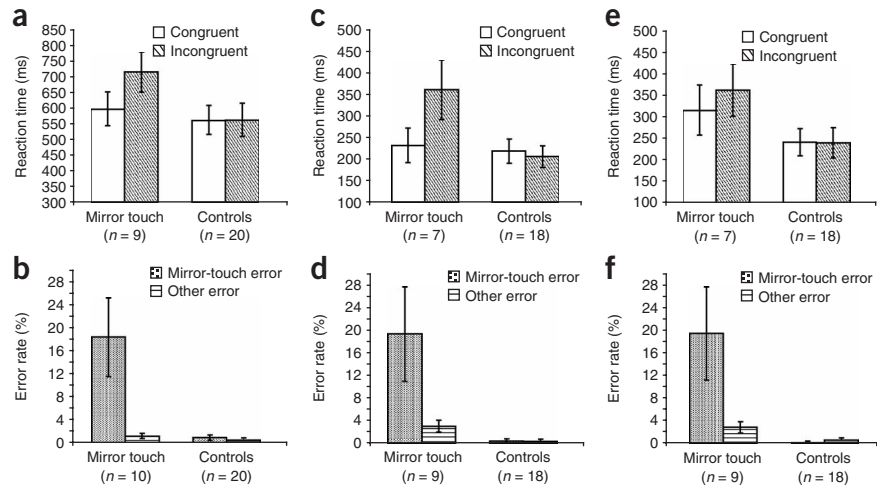 a
850
800
750
700
650
600
550
500
450
400
350
300
Reaction time (ms)
Congruent
Incongruent
Mirror touch
(n = 9)
Controls
(n = 20)
c
500
450
400
350
300
250
200
150
100
Reaction time (ms)
Congruent
Incongruent
Mirror touch
(n = 7)
Controls
(n = 18)
e
500
450
400
350
300
250
200
150
100
Reaction time (ms)
Congruent
Incongruent
Mirror touch
(n = 7)
Controls
(n = 18)
b
28
24
20
16
12
8
4
0
Error rate (%)
Mirror-touch error
Other error
Mirror touch
(n = 10)
Controls
(n = 20)
d
28
24
20
16
12
8
4
0
Error rate (%)
Mirror-touch error
Other error
Mirror touch
(n = 9)
Controls
(n = 18)
f
28
24
20
16
12
8
4
0
Error rate (%)
Mirror-touch error
Other error
Mirror touch
(n = 9)
Controls
(n = 18)